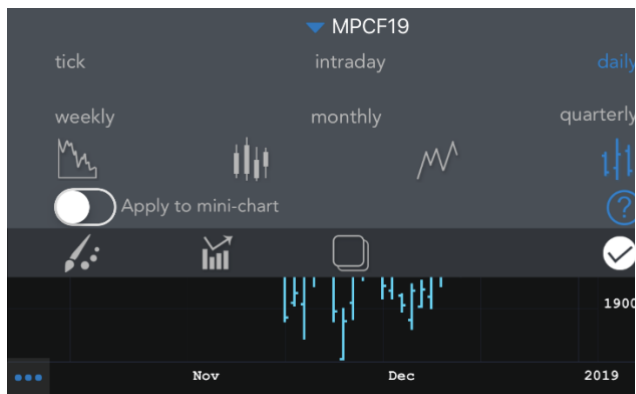 MPCF19
tick intraday daily
weekly monthly quarterly
Apply to mini-chart ?
1900
Nov Dec 2019